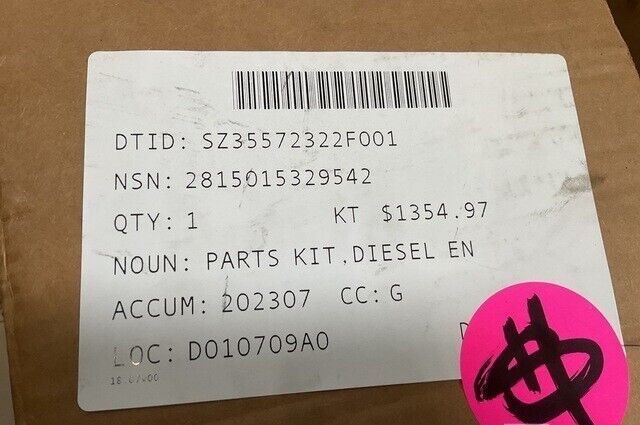 DTID: SZ35572322F001
NSN: 2815015329542
QTY: 1 KT $1354.97
NOUN: PARTS KIT,DIESEL EN
ACCUM: 202307 CC: G
LOC: D010709A0